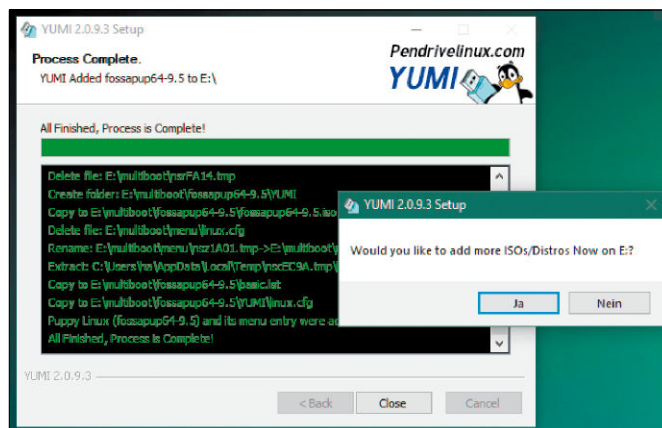 YUMI 2.0.9.3 Setup
Process Complete.
YUMI Added fossapup64-9.5 to E:\
Pendrivelinux.com
YUMI
All Finished, Process is Complete!
Delete file: E:\multiboot\nsrFA14.tmp
Create folder: E:\multiboot\fossapup64-9.5\YUMI
Copy to E:\multiboot\fossapup64-9.5\fossapup64-9.5.iso
Delete file: E:\multiboot\menu\linux.cfg
Rename: E:\multiboot\menu\nsz1A01.tmp->E:\multiboot\
Extract: C:\Users\na\AppData\Local\Temp\nscEC9A.tmp\
Copy to E:\multiboot\fossapup64-9.5\basic.lst
Copy to E:\multiboot\fossapup64-9.5\YUMI\linux.cfg
Puppy Linux (fossapup64-9.5) and its menu entry were
All Finished, Process is Complete!
YUMI 2.0.9.3
< Back
Close
Cancel
YUMI 2.0.9.3 Setup
Would you like to add more ISOs/Distros Now on E:?
Ja
Nein